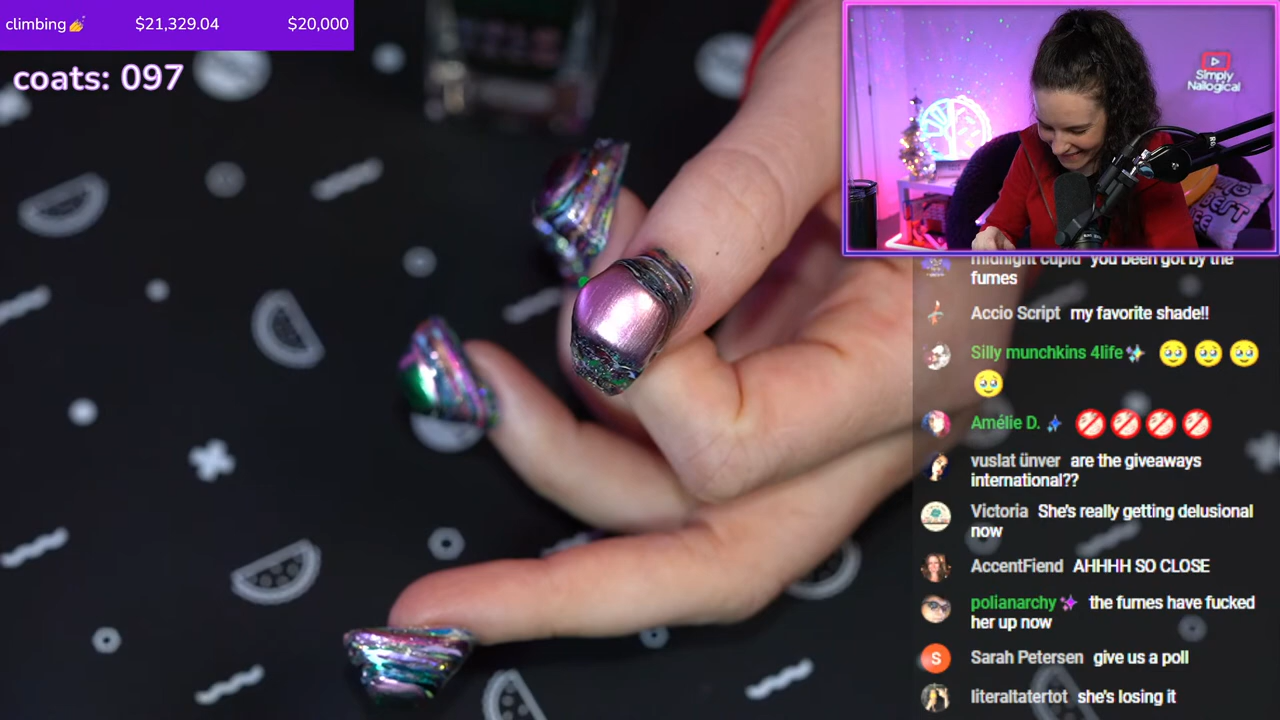 climbing💅 $21,329.04 $20,000
coats: 097
Simply
Nailogical
midnight cupid you been got by the
fumes
Accio Script my favorite shade!!
Silly munchkins 4life✨ 🥹 🥹 🥹
🥹
Amélie D.
vuslat ünver are the giveaways
international??
Victoria She's really getting delusional
now
AccentFiend AHHHH SO CLOSE
polianarchy the fumes have fucked
her up now
S Sarah Petersen give us a poll
literaltatertot she's losing it